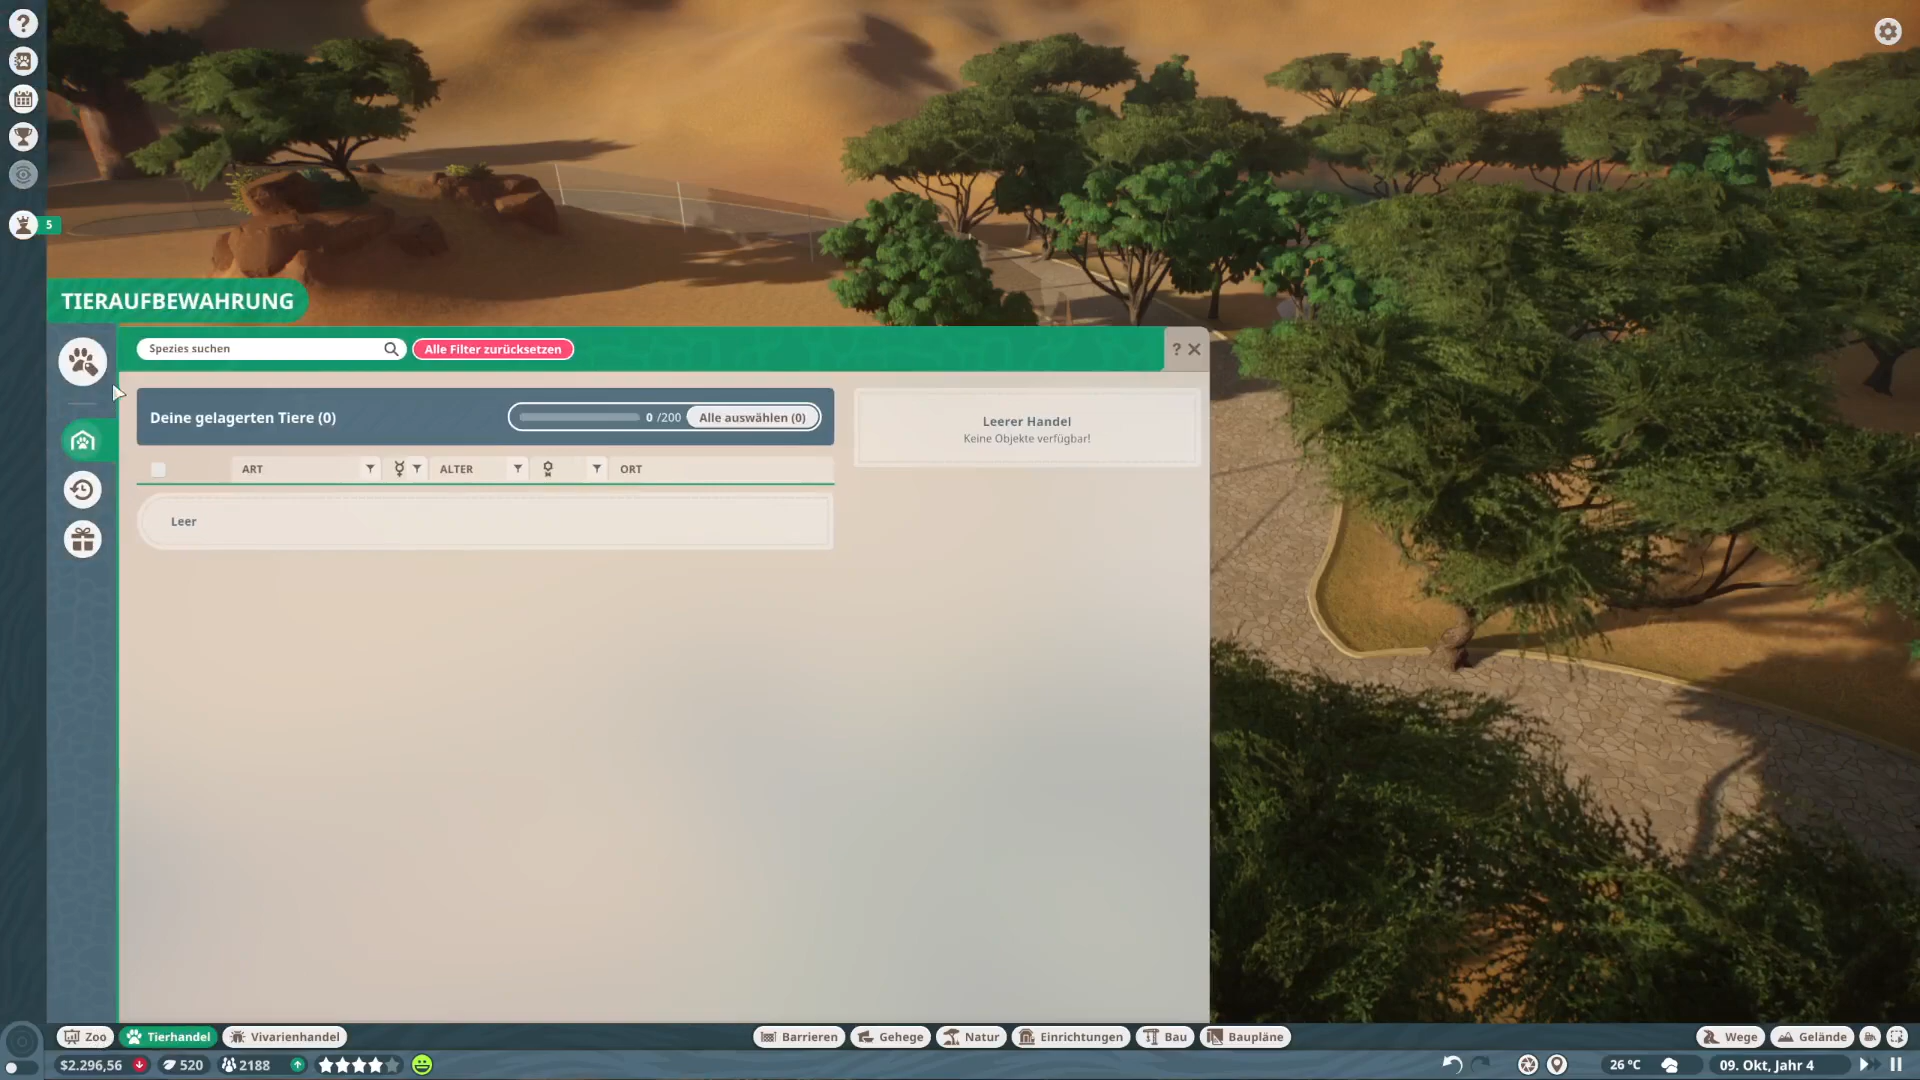 5
TIERAUFBEWAHRUNG
Spezies suchen
Alle Filter zurücksetzen
?
Deine gelagerten Tiere (0)
0 /200
Alle auswählen (0)
Leerer Handel
Keine Objekte verfügbar!
ART
ALTER
ORT
Leer
Zoo
Tierhandel
Vivarienhandel
Barrieren
Gehege
Natur
Einrichtungen
Bau
Baupläne
Wege
Gelände
$2.296,56
520
2188
26 °C
09. Okt, Jahr 4